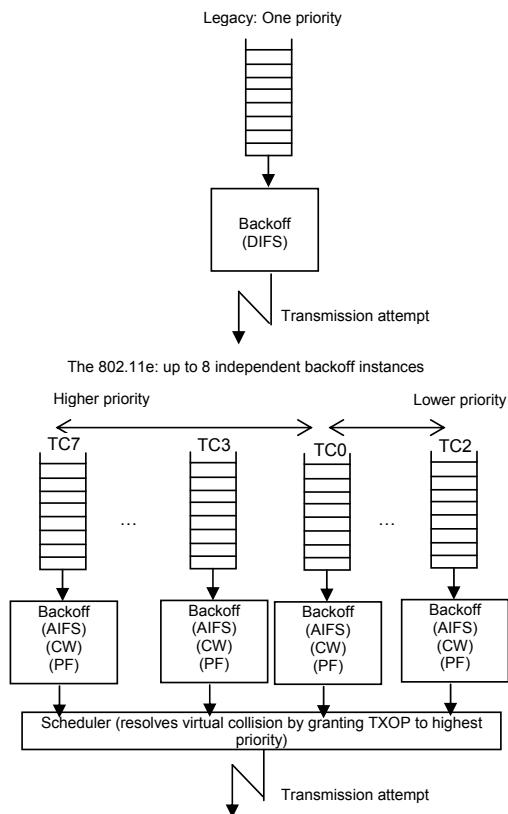 Legacy: One priority
Backoff
(DIFS)
Transmission attempt
The 802.11e: up to 8 independent backoff instances
Higher priority
Lower priority
TC7
TC3
TC0
TC2
...
...
Backoff
(AIFS)
(CW)
(PF)
Backoff
(AIFS)
(CW)
(PF)
Backoff
(AIFS)
(CW)
(PF)
Backoff
(AIFS)
(CW)
(PF)
Scheduler (resolves virtual collision by granting TXOP to highest
priority)
Transmission attempt